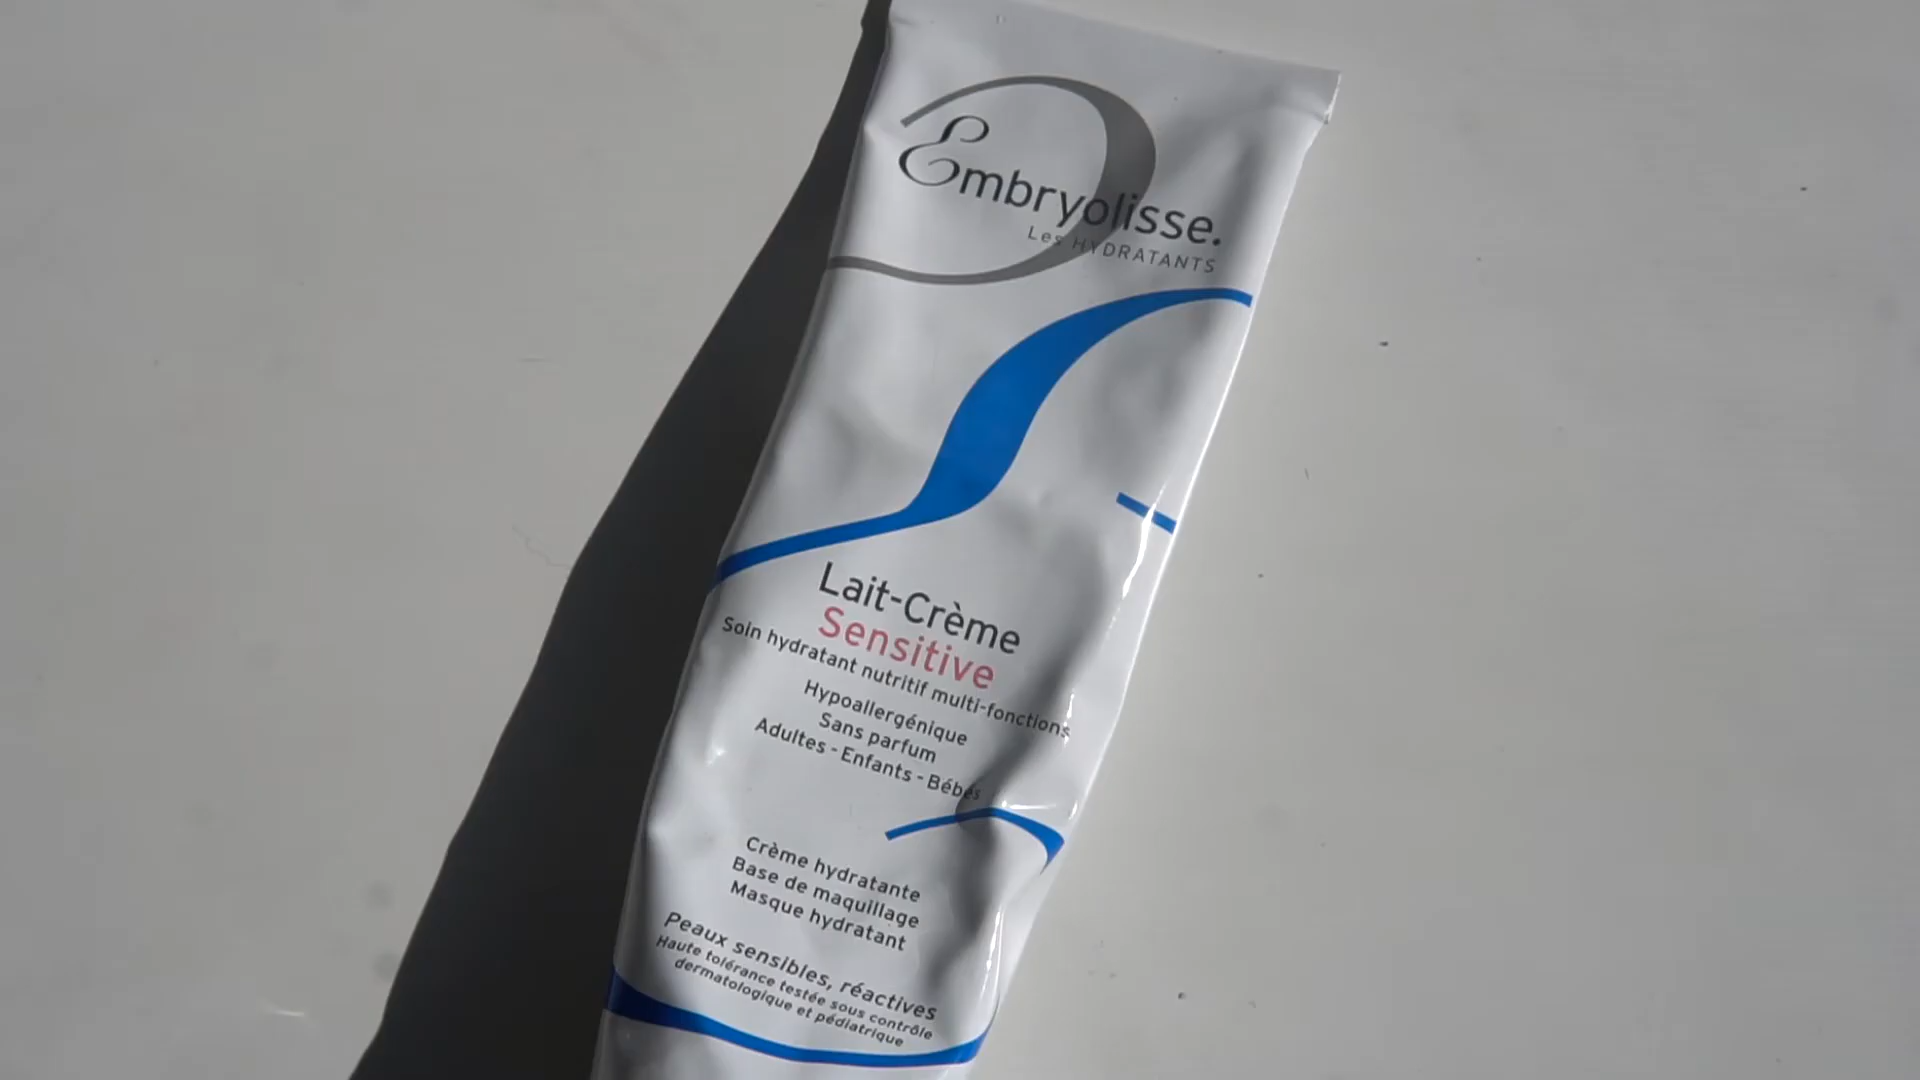 Embryolisse.
Les HYDRATANTS
Lait-Crème
Sensitive
Soin hydratant nutritif multi-fonctions
Hypoallergénique
Sans parfum
Adultes - Enfants - Bébés
Crème hydratante
Base de maquillage
Masque hydratant
Peaux sensibles, réactives
Haute tolérance testée sous contrôle
dermatologique et pédiatrique